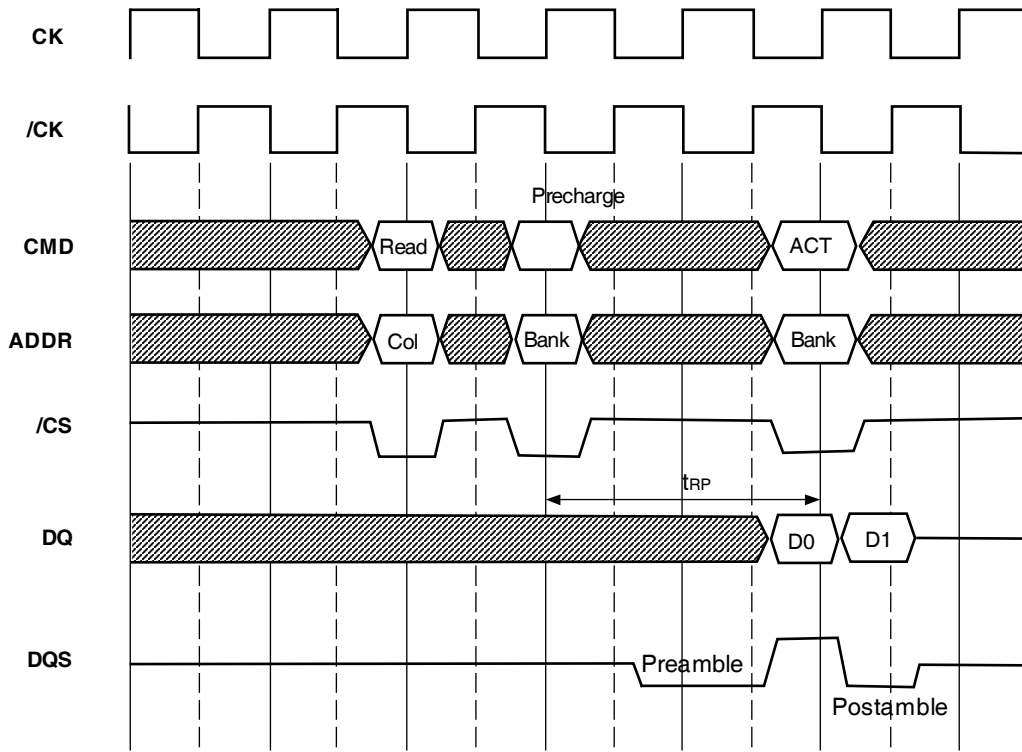 CK
/CK
Precharge
CMD Read ACT
ADDR Col Bank Bank
/CS
tRP
DQ D0 D1
DQS Preamble
Postamble